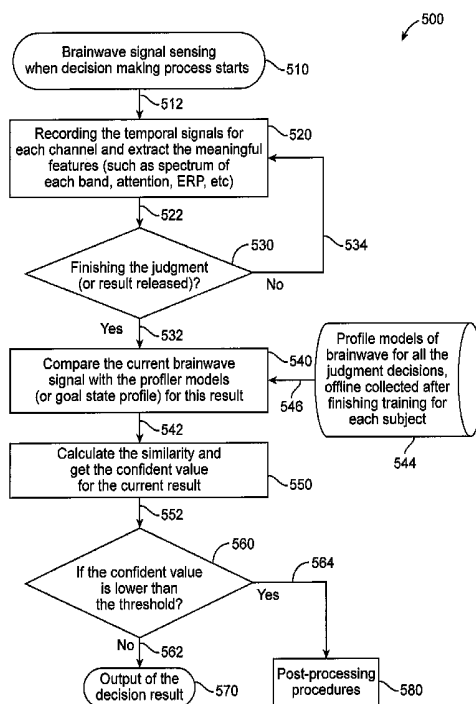 500
Brainwave signal sensing
when decision making process starts
510
512
Recording the temporal signals for
each channel and extract the meaningful
features (such as spectrum of
each band, attention, ERP, etc)
520
522
530
534
Finishing the judgment
(or result released)?
No
Yes
532
Compare the current brainwave
signal with the profiler models
(or goal state profile) for this result
540
546
Profile models of
brainwave for all the
judgment decisions,
offline collected after
finishing training for
each subject
544
542
Calculate the similarity and
get the confident value
for the current result
550
552
560
564
If the confident value
is lower than
the threshold?
Yes
No
562
Output of the
decision result
570
Post-processing
procedures
580